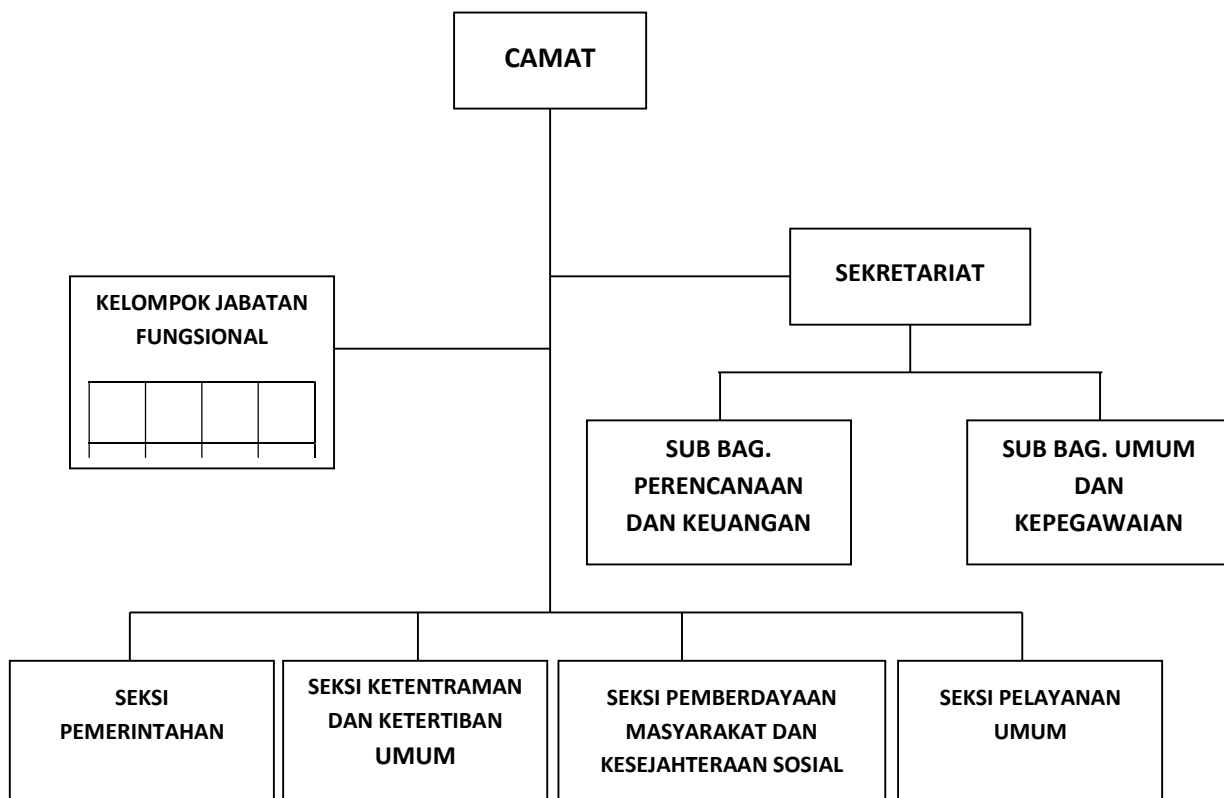 CAMAT
SEKRETARIAT
KELOMPOK JABATAN
FUNGSIONAL
SUB BAG.
PERENCANAAN
DAN KEUANGAN
SUB BAG. UMUM
DAN
KEPEGAWAIAN
SEKSI
PEMERINTAHAN
SEKSI KETENTRAMAN
DAN KETERTIBAN
UMUM
SEKSI PEMBERDAYAAN
MASYARAKAT DAN
KESEJAHTERAAN SOSIAL
SEKSI PELAYANAN
UMUM